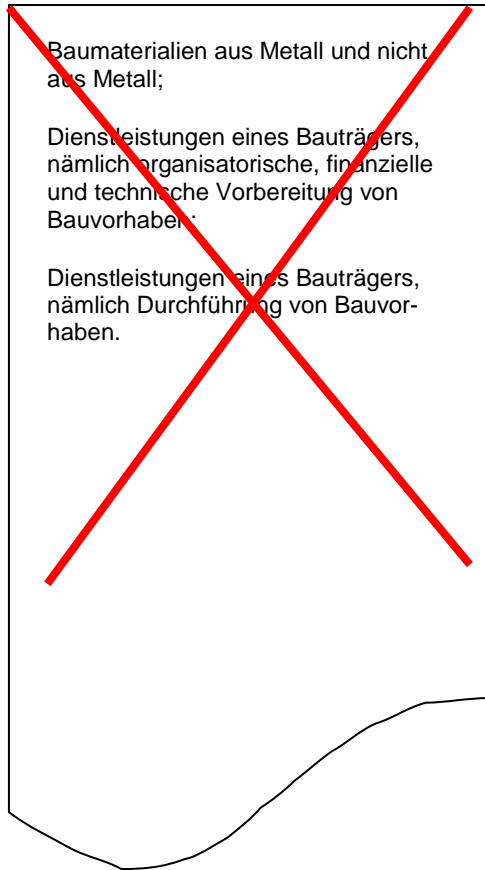 Baumaterialien aus Metall und nicht
aus Metall;
Dienstleistungen eines Bauträgers,
nämlich organisatorische, finanzielle
und technische Vorbereitung von
Bauvorhaben;
Dienstleistungen eines Bauträgers,
nämlich Durchführung von Bauvor-
haben.